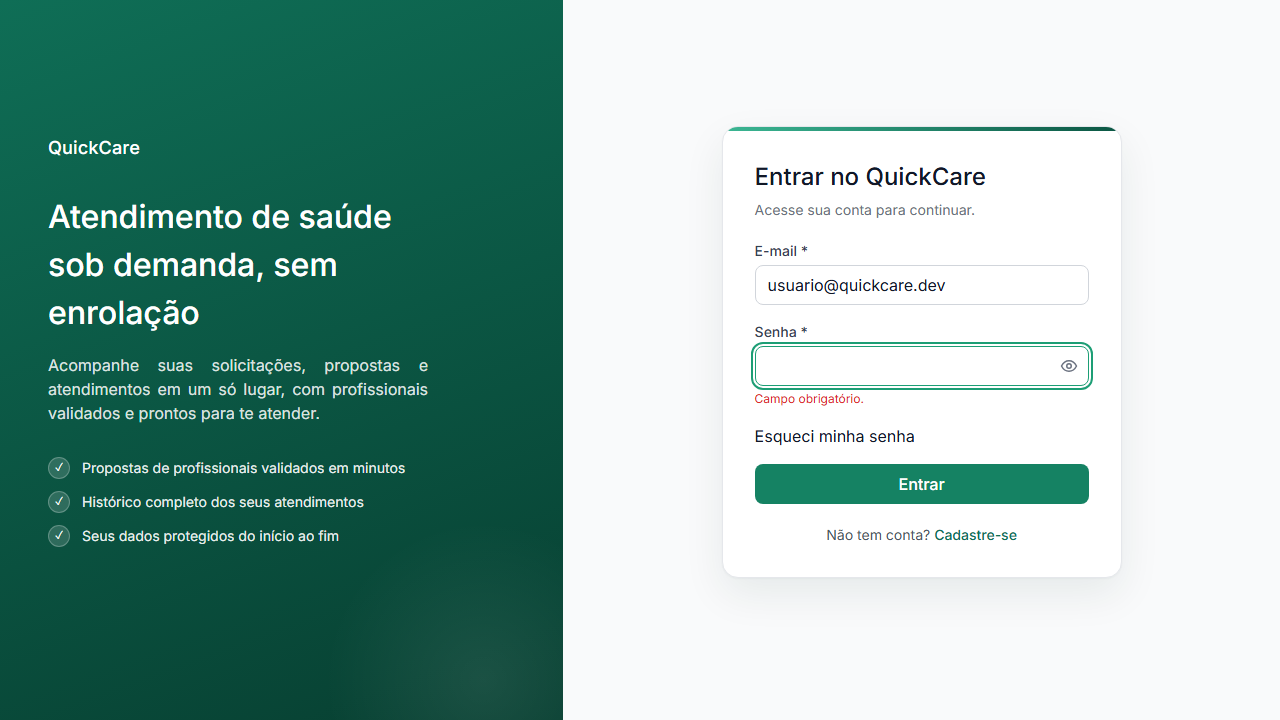 QuickCare
Atendimento de saúde
sob demanda, sem
enrolação
Acompanhe suas solicitações, propostas e
atendimentos em um só lugar, com profissionais
validados e prontos para te atender.
✓ Propostas de profissionais validados em minutos
✓ Histórico completo dos seus atendimentos
✓ Seus dados protegidos do início ao fim
Entrar no QuickCare
Acesse sua conta para continuar.
E-mail *
usuario@quickcare.dev
Senha *
Campo obrigatório.
Esqueci minha senha
Entrar
Não tem conta? Cadastre-se